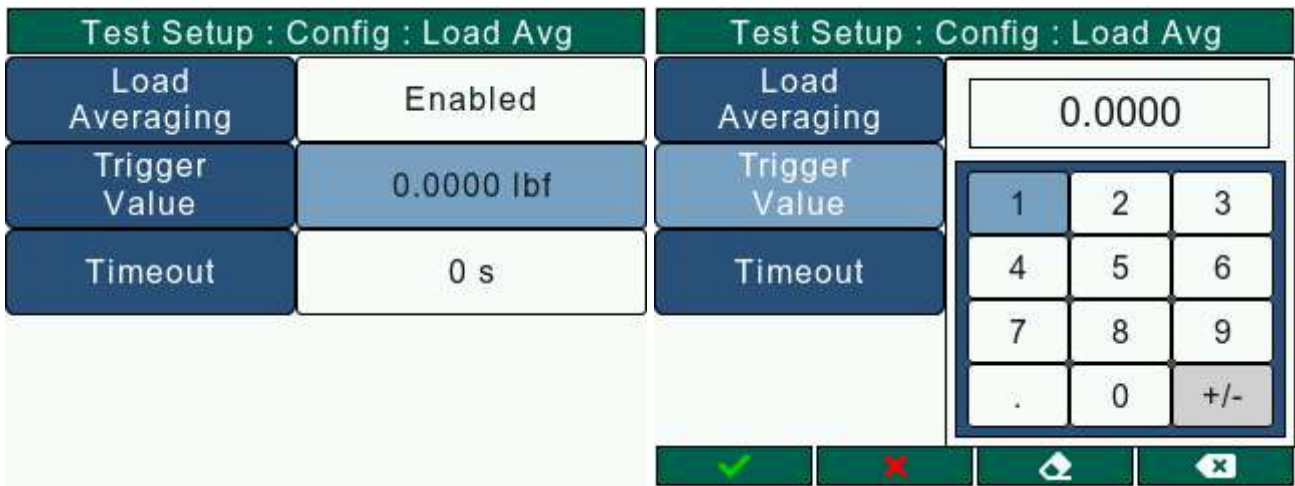 Test Setup : Config : Load Avg
Load
Averaging
Enabled
Trigger
Value
0.0000 lbf
Timeout
0 s
Test Setup : Config : Load Avg
Load
Averaging
Trigger
Value
Timeout
0.0000
1 2 3
4 5 6
7 8 9
. 0 +/-